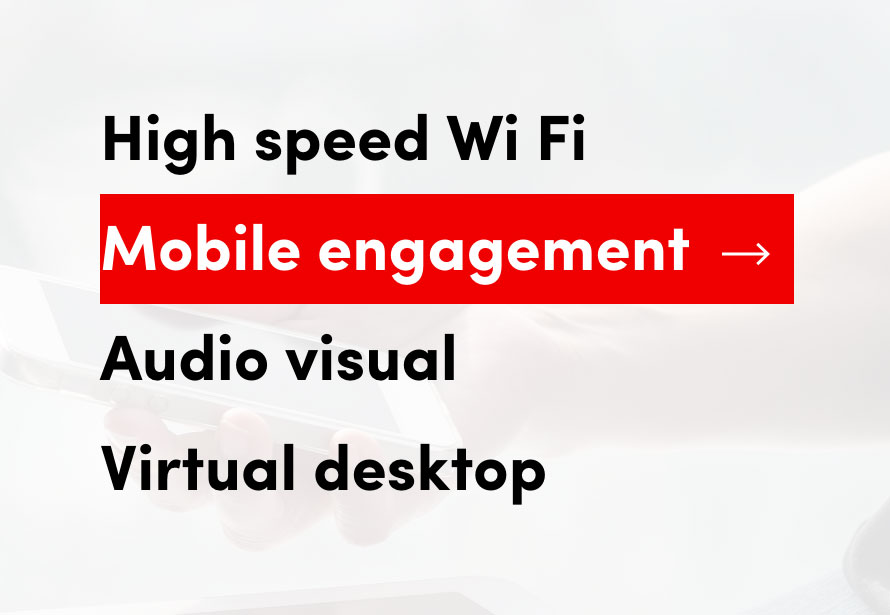 High speed Wi Fi
Mobile engagement →
Audio visual
Virtual desktop